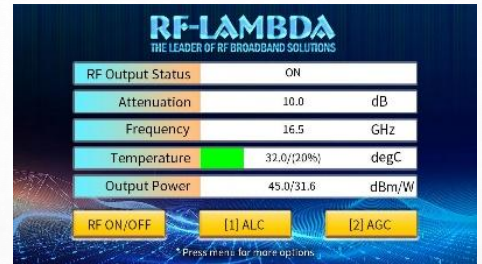 RF-LAMBDA
THE LEADER OF RF BROADBAND SOLUTIONS
RF Output Status ON
Attenuation 10.0 dB
Frequency 16.5 GHz
Temperature 32.0/(20%) degC
Output Power 45.0/31.6 dBm/W
RF ON/OFF [1] ALC [2] AGC
*Press menu for more options